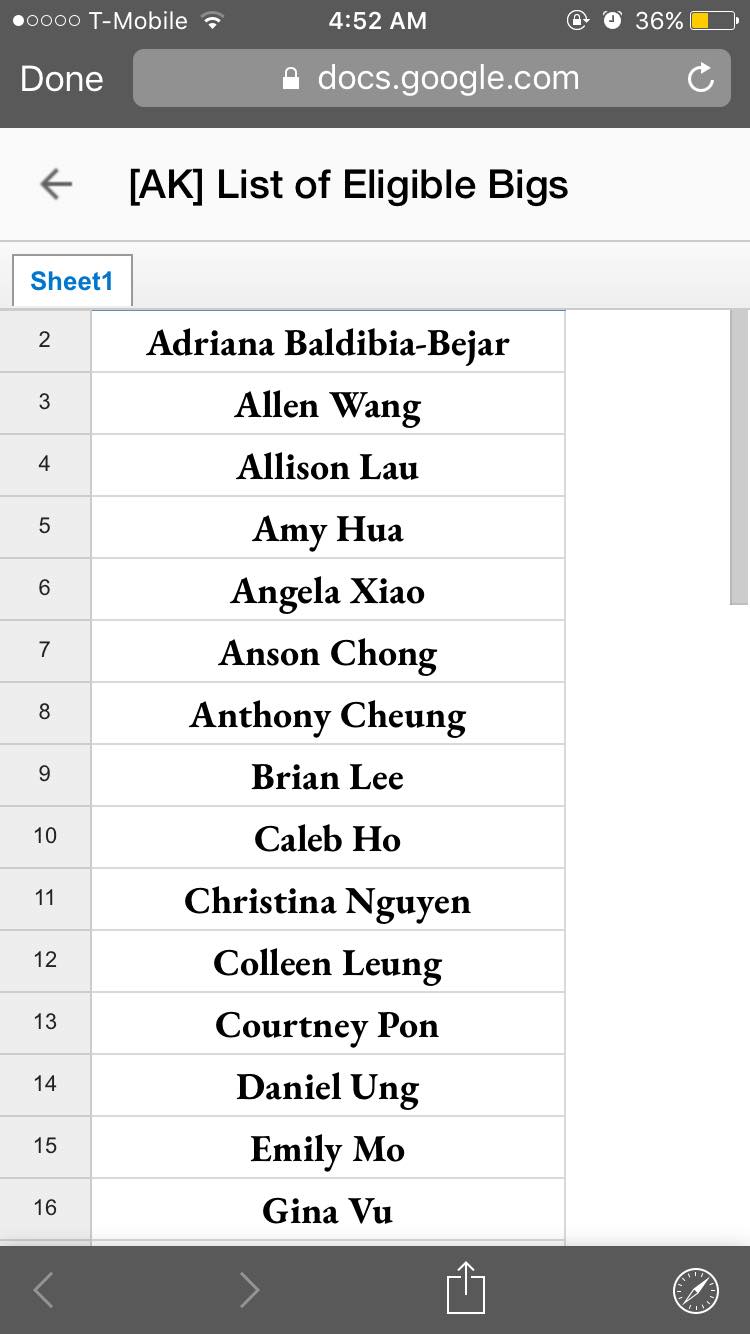 T-Mobile 4:52 AM 36%
Done docs.google.com
[AK] List of Eligible Bigs
Sheet1
2 Adriana Baldibia-Bejar
3 Allen Wang
4 Allison Lau
5 Amy Hua
6 Angela Xiao
7 Anson Chong
8 Anthony Cheung
9 Brian Lee
10 Caleb Ho
11 Christina Nguyen
12 Colleen Leung
13 Courtney Pon
14 Daniel Ung
15 Emily Mo
16 Gina Vu